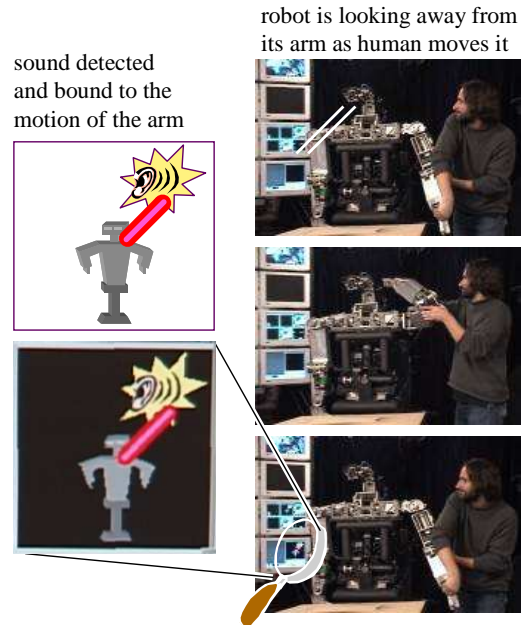 robot is looking away from
its arm as human moves it
sound detected
and bound to the
motion of the arm